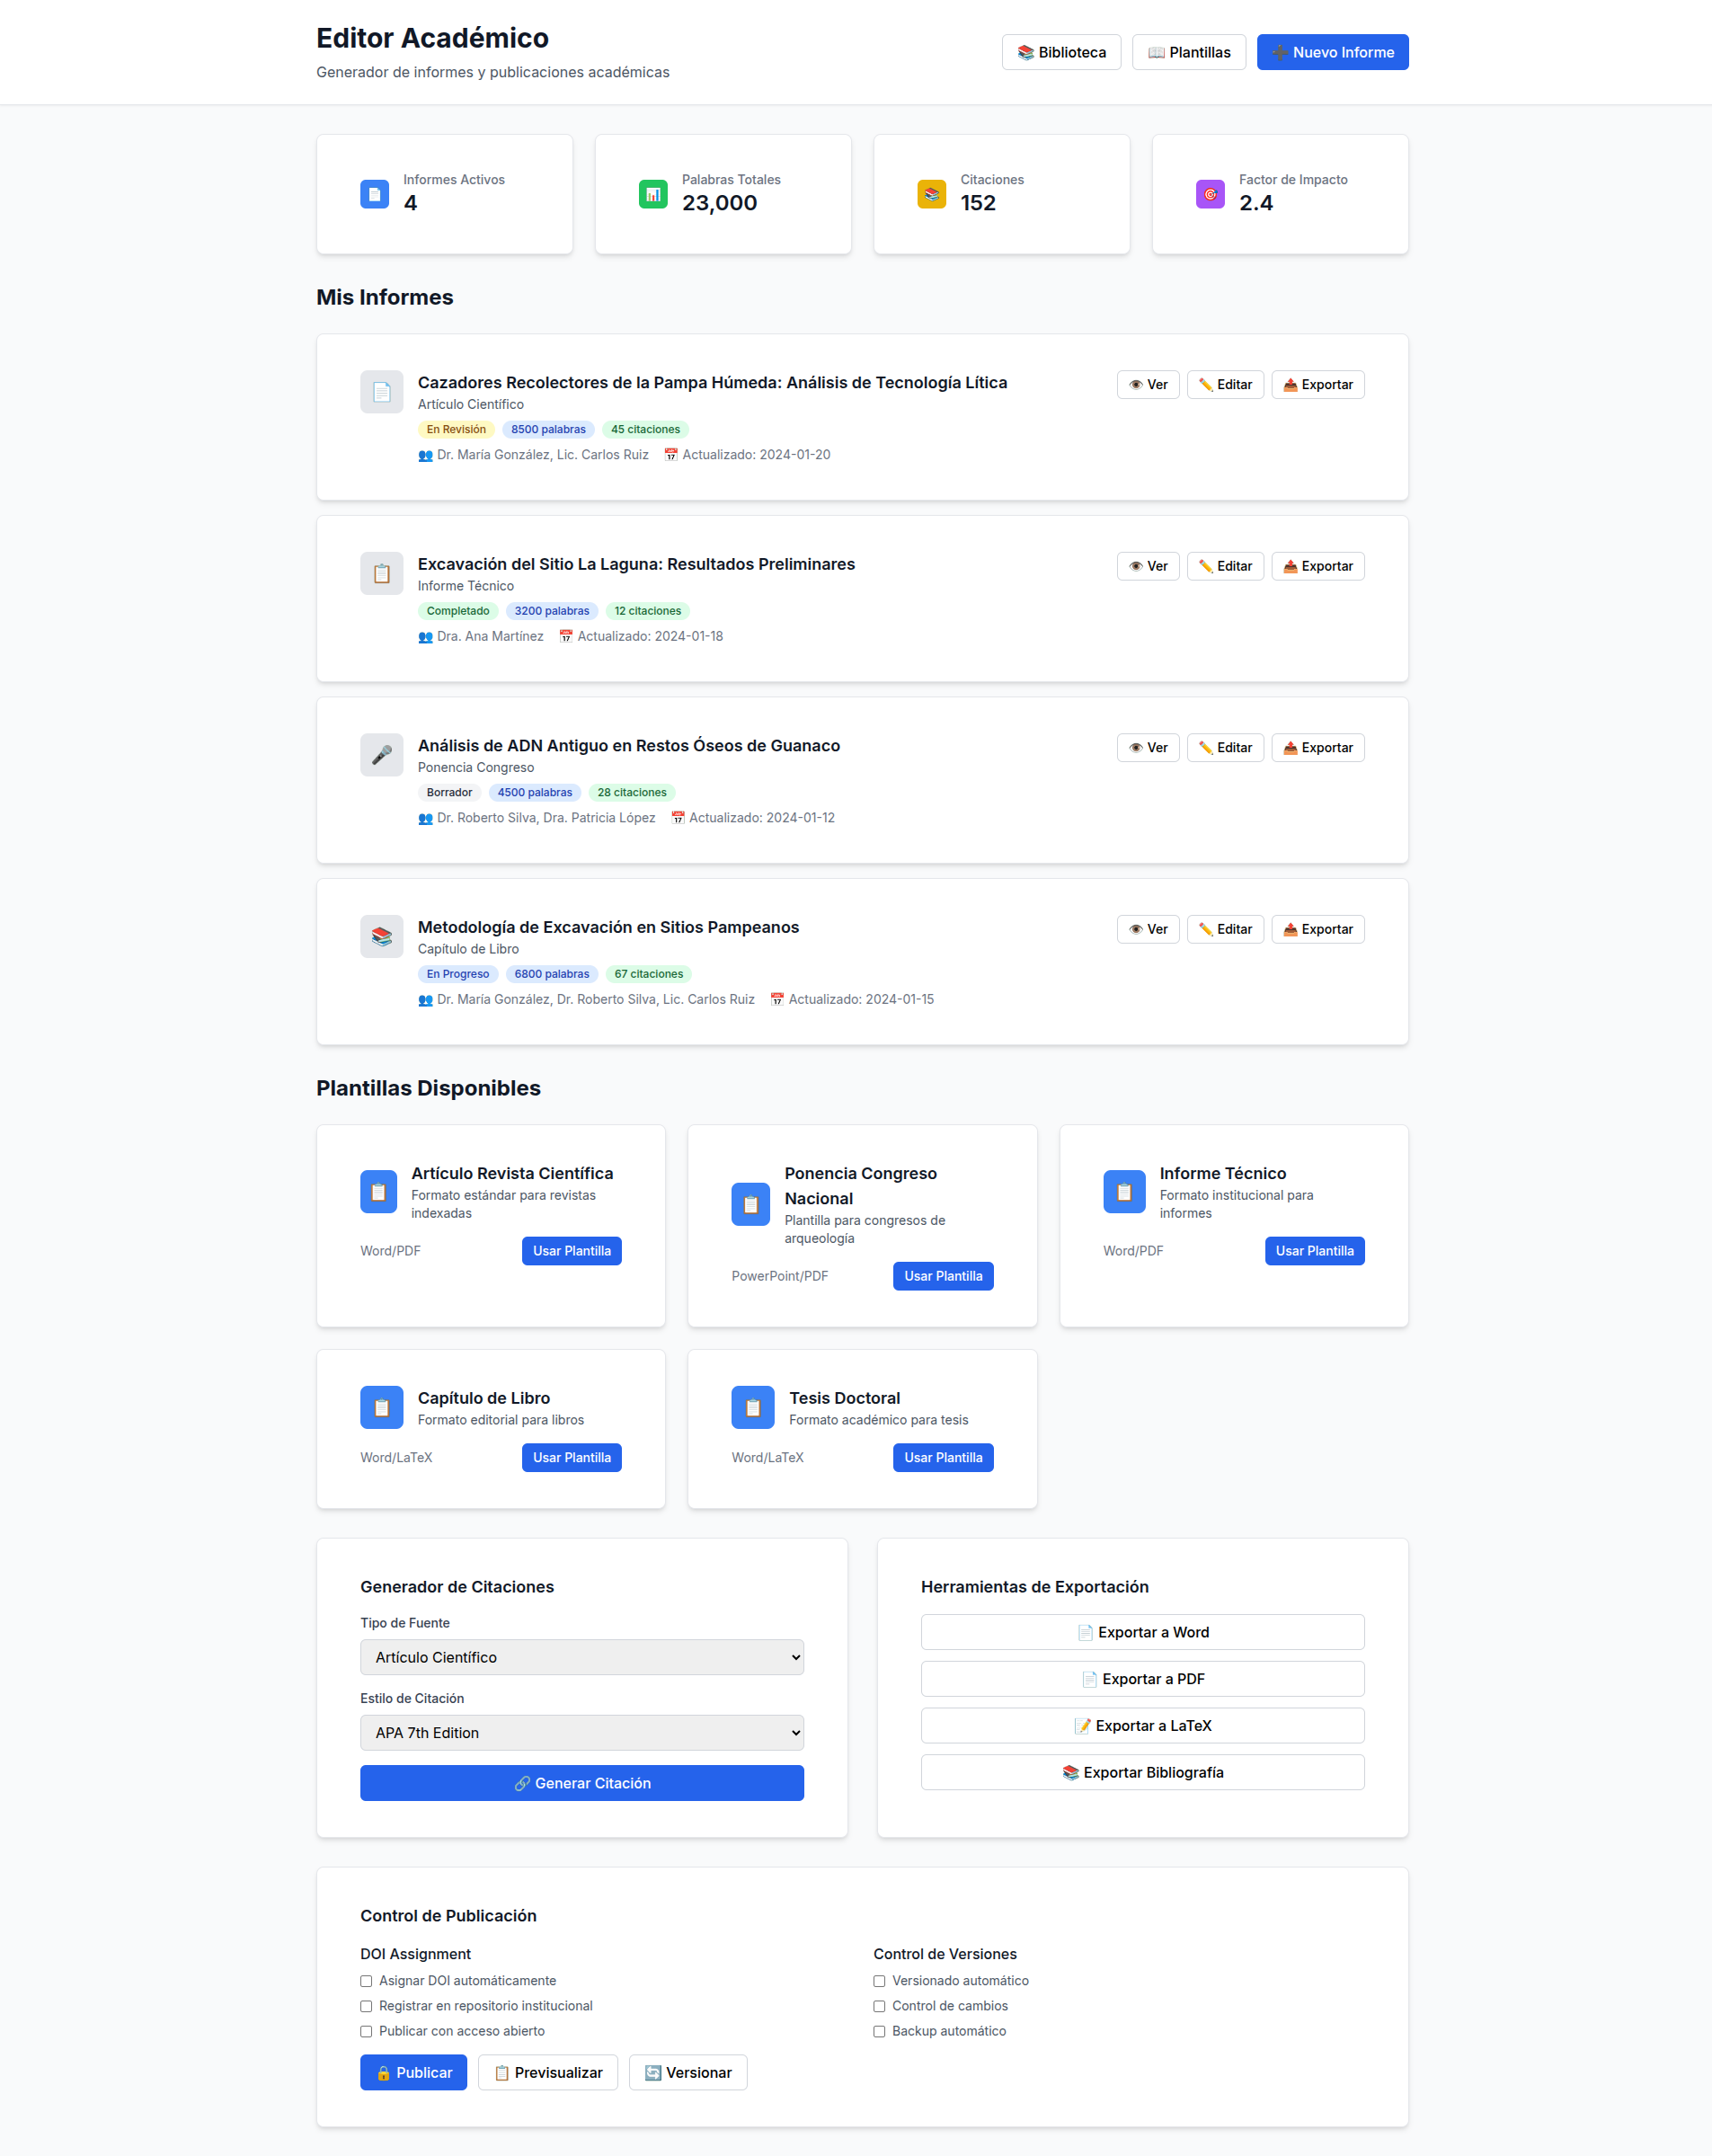 Editor Académico
Generador de informes y publicaciones académicas
📚 Biblioteca
📖 Plantillas
➕ Nuevo Informe
Informes Activos
4
Palabras Totales
23,000
Citaciones
152
Factor de Impacto
2.4
Mis Informes
Cazadores Recolectores de la Pampa Húmeda: Análisis de Tecnología Lítica
Artículo Científico
En Revisión
8500 palabras
45 citaciones
👥 Dr. María González, Lic. Carlos Ruiz
📅 Actualizado: 2024-01-20
👁️ Ver
✏️ Editar
📤 Exportar
Excavación del Sitio La Laguna: Resultados Preliminares
Informe Técnico
Completado
3200 palabras
12 citaciones
👥 Dra. Ana Martínez
📅 Actualizado: 2024-01-18
👁️ Ver
✏️ Editar
📤 Exportar
Análisis de ADN Antiguo en Restos Óseos de Guanaco
Ponencia Congreso
Borrador
4500 palabras
28 citaciones
👥 Dr. Roberto Silva, Dra. Patricia López
📅 Actualizado: 2024-01-12
👁️ Ver
✏️ Editar
📤 Exportar
Metodología de Excavación en Sitios Pampeanos
Capítulo de Libro
En Progreso
6800 palabras
67 citaciones
👥 Dr. María González, Dr. Roberto Silva, Lic. Carlos Ruiz
📅 Actualizado: 2024-01-15
👁️ Ver
✏️ Editar
📤 Exportar
Plantillas Disponibles
Artículo Revista Científica
Formato estándar para revistas
indexadas
Word/PDF
Usar Plantilla
Ponencia Congreso
Nacional
Plantilla para congresos de
arqueología
PowerPoint/PDF
Usar Plantilla
Informe Técnico
Formato institucional para
informes
Word/PDF
Usar Plantilla
Capítulo de Libro
Formato editorial para libros
Word/LaTeX
Usar Plantilla
Tesis Doctoral
Formato académico para tesis
Word/LaTeX
Usar Plantilla
Generador de Citaciones
Tipo de Fuente
Artículo Científico
Estilo de Citación
APA 7th Edition
🔗 Generar Citación
Herramientas de Exportación
📄 Exportar a Word
📄 Exportar a PDF
📝 Exportar a LaTeX
📚 Exportar Bibliografía
Control de Publicación
DOI Assignment
Asignar DOI automáticamente
Registrar en repositorio institucional
Publicar con acceso abierto
Control de Versiones
Versionado automático
Control de cambios
Backup automático
🔒 Publicar
📋 Previsualizar
🔄 Versionar